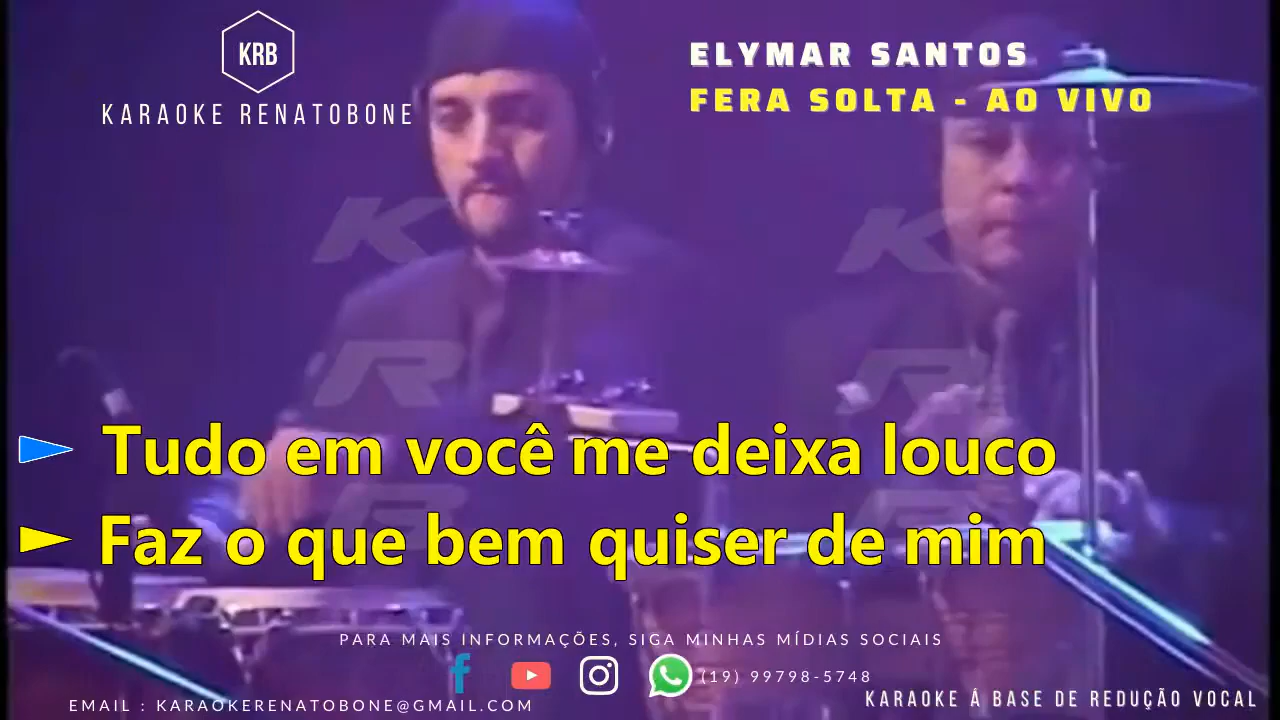 KRB
KARAOKE RENATOBONE
ELYMAR SANTOS
FERA SOLTA - AO VIVO
K K
R R
B
Tudo em você me deixa louco
Faz o que bem quiser de mim
PARA MAIS INFORMAÇÕES, SIGA MINHAS MÍDIAS SOCIAIS
(19) 99798-5748
EMAIL : KARAOKERENATOBONE@GMAIL.COM
KARAOKE Á BASE DE REDUÇÃO VOCAL